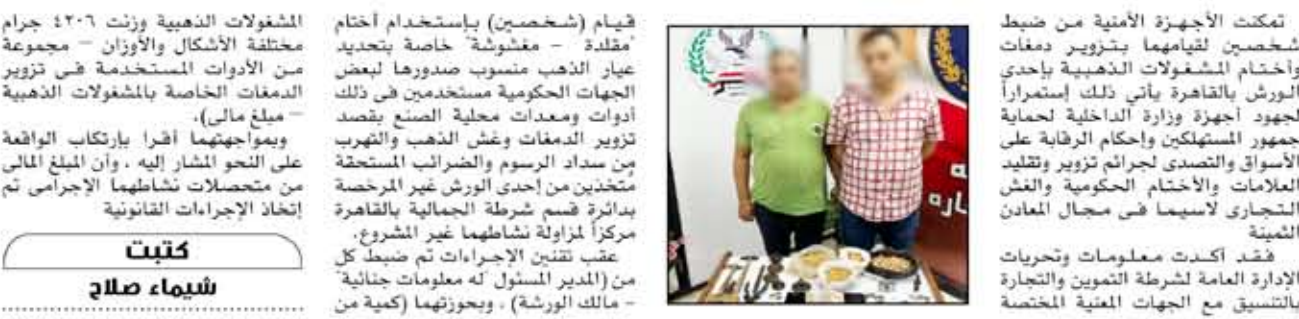 تمكنت الأجهزة الأمنية من ضبط
شخصين لقيامهما بتزوير دمغات
وأختام المشغولات الذهبية بإحدى
الورش بالقاهرة يأتي ذلك إستمراراً
لجهود أجهزة وزارة الداخلية لحماية
جمهور المستهلكين وإحكام الرقابة على
الأسواق والتصدى لجرائم تزوير وتقليد
العلامات والأختام الحكومية والغش
التجارى لاسيما فى مجال المعادن
الثمينة
فقد أكدت معلومات وتحريات
الإدارة العامة لشرطة التموين والتجارة
بالتنسيق مع الجهات المعنية المختصة
قيام (شخصين) بإستخدام أختام
"مقلدة – مغشوشة" خاصة بتحديد
عيار الذهب منسوب صدورها لبعض
الجهات الحكومية مستخدمين فى ذلك
أدوات ومعدات محلية الصنع بقصد
تزوير الدمغات وغش الذهب والتهرب
من سداد الرسوم والضرائب المستحقة
متخذين من إحدى الورش غير المرخصة
بدائرة قسم شرطة الجمالية بالقاهرة
مركزاً لمزاولة نشاطهما غير المشروع.
عقب تقنين الإجراءات تم ضبط كل
من (المدير المسئول "له معلومات جنائية"
- مالك الورشة) ، وبحوزتهما (كمية من
المشغولات الذهبية وزنت ٤٢٠٦ جرام
مختلفة الأشكال والأوزان – مجموعة
من الأدوات المستخدمة فى تزوير
الدمغات الخاصة بالمشغولات الذهبية
– مبلغ مالى).
وبمواجهتهما أقرا بإرتكاب الواقعة
على النحو المشار إليه ، وأن المبلغ المالى
من متحصلات نشاطهما الإجرامى تم
إتخاذ الإجراءات القانونية
كتبت
شيماء صلاح